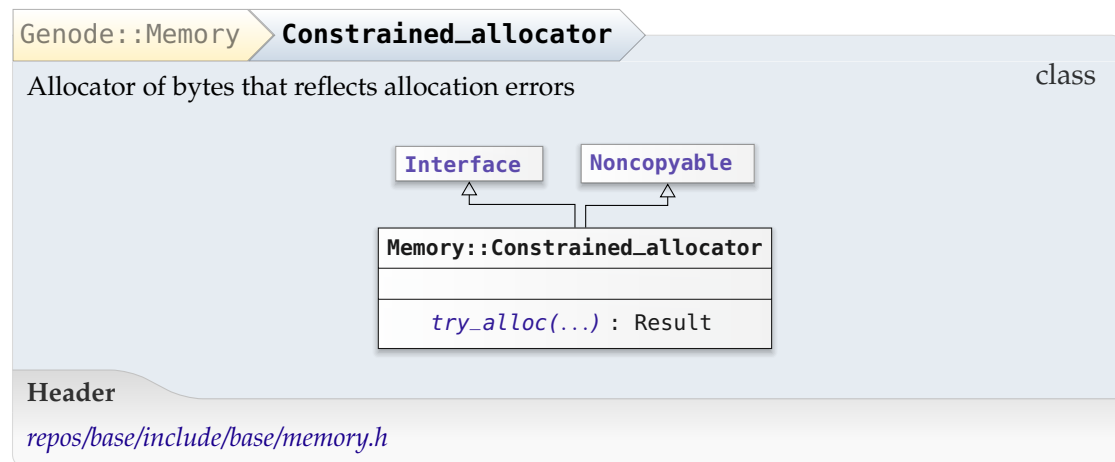 Genode::Memory Constrained_allocator
Allocator of bytes that reflects allocation errors
class
Interface
Noncopyable
Memory::Constrained_allocator
try_alloc(...) : Result
Header
repos/base/include/base/memory.h